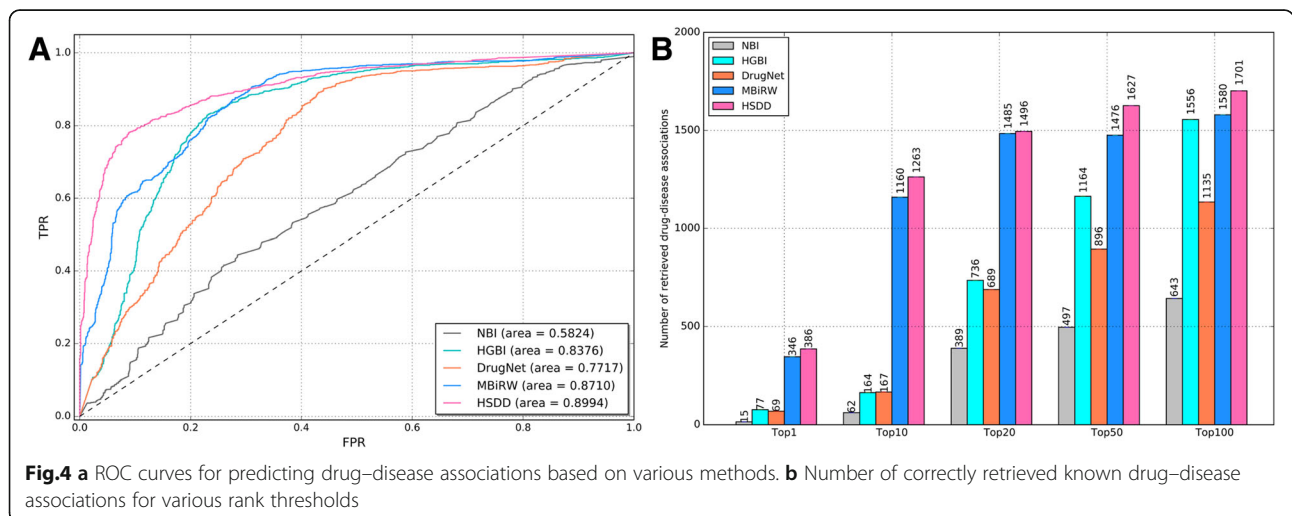 A
1.0
0.8
0.6
0.4
0.2
0.0
TPR
0.0 0.2 0.4 0.6 0.8 1.0
FPR
NBI (area = 0.5824)
HGBI (area = 0.8376)
DrugNet (area = 0.7717)
MBiRW (area = 0.8710)
HSDD (area = 0.8994)
B
2000
1500
1000
500
0
Number of retrieved drug-disease associations
NBI
HGBI
DrugNet
MBiRW
HSDD
15 77 69 346 386
62 164 167 1160 1263
389 736 689 1485 1496
497 1164 896 1476 1627
643 1556 1135 1580 1701
Top1 Top10 Top20 Top50 Top100
Fig.4 a ROC curves for predicting drug–disease associations based on various methods. b Number of correctly retrieved known drug–disease
associations for various rank thresholds